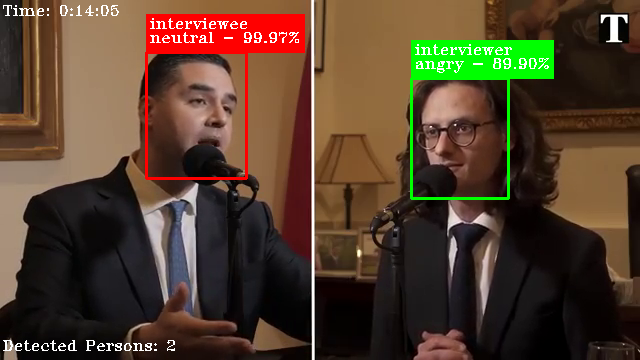 Time: 0:14:05
interviewee
neutral - 99.97%
interviewer
angry - 89.90%
T
Detected Persons: 2